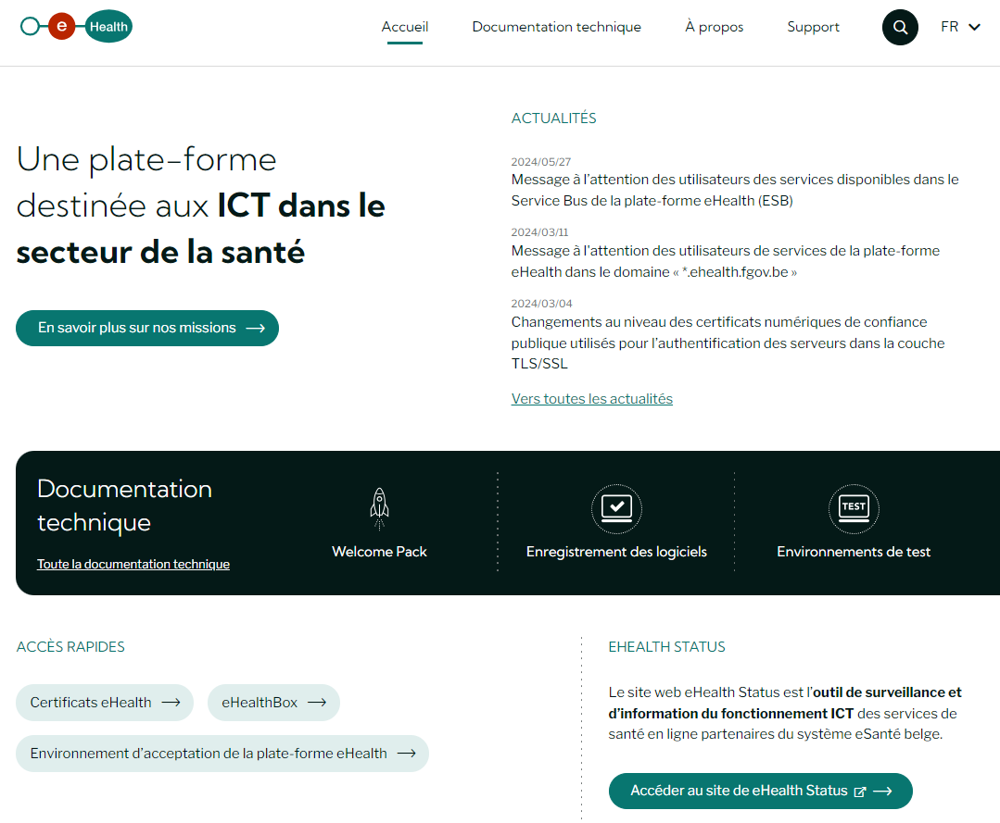 e Health
Accueil
Documentation technique
À propos
Support
FR
Une plate-forme
destinée aux ICT dans le
secteur de la santé
En savoir plus sur nos missions
ACTUALITÉS
2024/05/27
Message à l'attention des utilisateurs des services disponibles dans le
Service Bus de la plate-forme eHealth (ESB)
2024/03/11
Message à l'attention des utilisateurs de services de la plate-forme
eHealth dans le domaine « *.ehealth.fgov.be »
2024/03/04
Changements au niveau des certificats numériques de confiance
publique utilisés pour l'authentification des serveurs dans la couche
TLS/SSL
Vers toutes les actualités
Documentation
technique
Toute la documentation technique
Welcome Pack
Enregistrement des logiciels
TEST
Environnements de test
ACCÈS RAPIDES
Certificats eHealth
eHealthBox
Environnement d'acceptation de la plate-forme eHealth
EHEALTH STATUS
Le site web eHealth Status est l'outil de surveillance et
d'information du fonctionnement ICT des services de
santé en ligne partenaires du système eSanté belge.
Accéder au site de eHealth Status